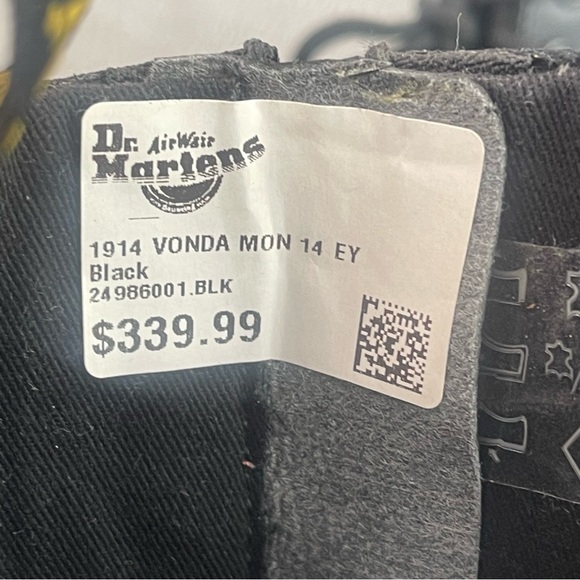 Dr. AirWair
Martens
1914 VONDA MON 14 EY
Black
24986001.BLK
$339.99